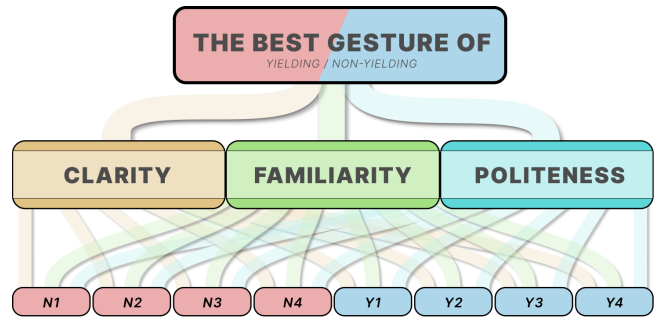 THE BEST GESTURE OF
YIELDING / NON-YIELDING
CLARITY FAMILIARITY POLITENESS
N1 N2 N3 N4 Y1 Y2 Y3 Y4